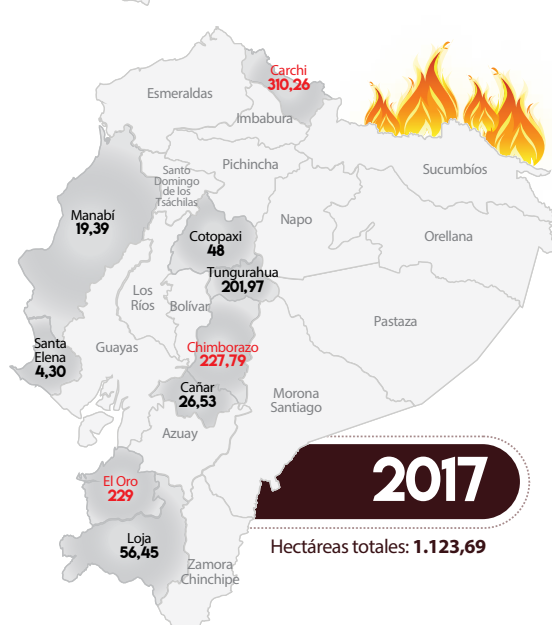 Carchi
310,26
Esmeraldas
Imbabura
Pichincha
Sucumbíos
Santo
Domingo
de los
Tsáchilas
Manabí
19,39
Napo
Cotopaxi
48
Orellana
Tungurahua
201,97
Los
Ríos
Bolívar
Pastaza
Santa
Elena
4,30
Guayas
Chimborazo
227,79
Cañar
26,53
Morona
Santiago
Azuay
El Oro
229
2017
Loja
56,45
Hectáreas totales: 1.123,69
Zamora
Chinchipe